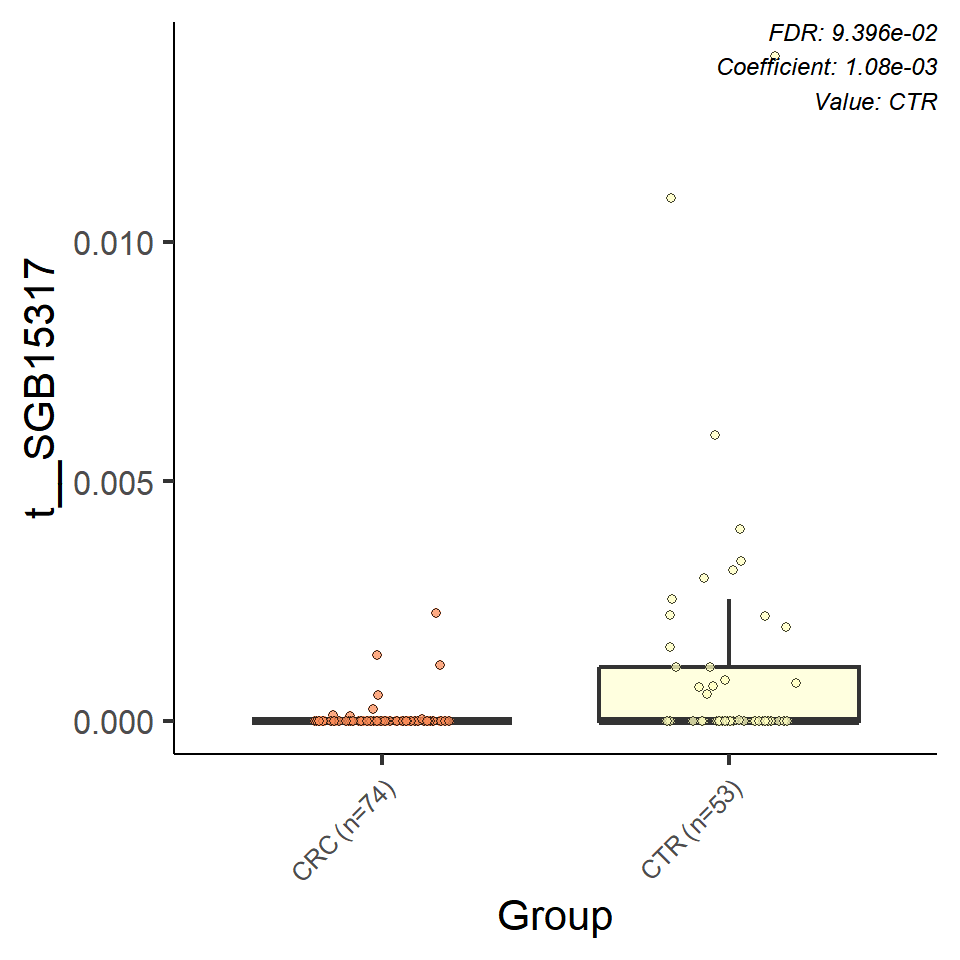 FDR: 9.396e-02
Coefficient: 1.08e-03
Value: CTR
t__SGB15317
0.010
0.005
0.000
CRC (n=74)
CTR (n=53)
Group